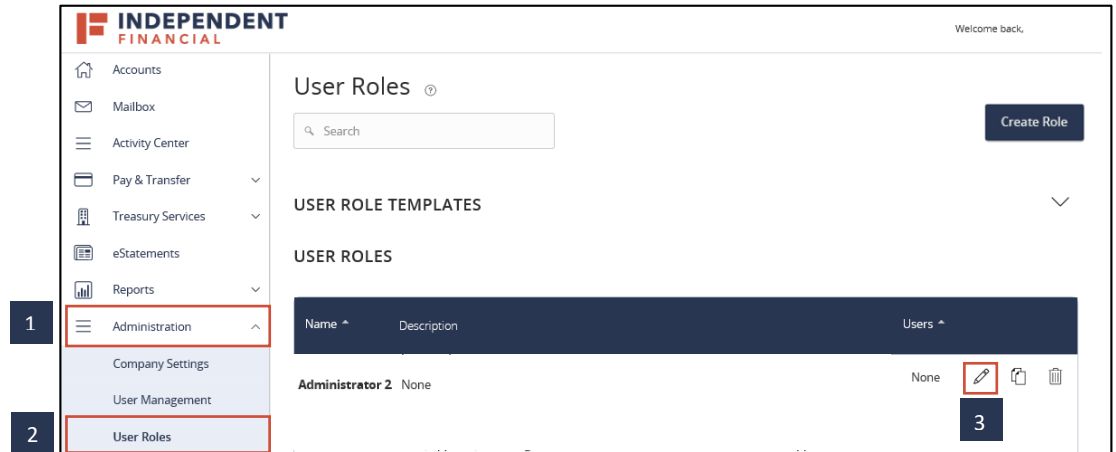 INDEPENDENT
FINANCIAL
Welcome back,
Accounts
Mailbox
Activity Center
Pay & Transfer
Treasury Services
eStatements
Reports
1
Administration
Company Settings
User Management
2
User Roles
User Roles
Search
Create Role
USER ROLE TEMPLATES
USER ROLES
Name Description Users
Administrator 2 None None
3